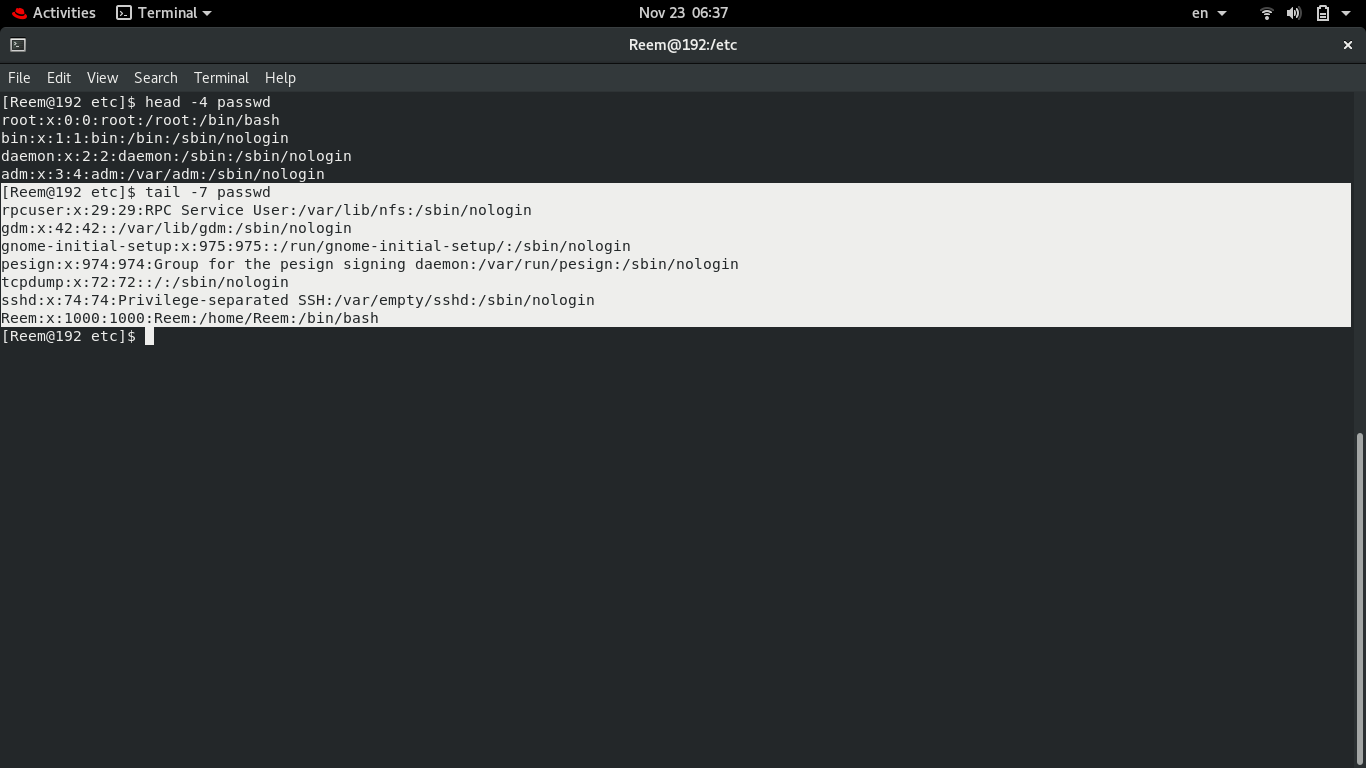 Activities Terminal Nov 23 06:37 en
Reem@192:/etc
File Edit View Search Terminal Help
[Reem@192 etc]$ head -4 passwd
root:x:0:0:root:/root:/bin/bash
bin:x:1:1:bin:/bin:/sbin/nologin
daemon:x:2:2:daemon:/sbin:/sbin/nologin
adm:x:3:4:adm:/var/adm:/sbin/nologin
[Reem@192 etc]$ tail -7 passwd
rpcuser:x:29:29:RPC Service User:/var/lib/nfs:/sbin/nologin
gdm:x:42:42::/var/lib/gdm:/sbin/nologin
gnome-initial-setup:x:975:975::/run/gnome-initial-setup/:/sbin/nologin
pesign:x:974:974:Group for the pesign signing daemon:/var/run/pesign:/sbin/nologin
tcpdump:x:72:72::/:/sbin/nologin
sshd:x:74:74:Privilege-separated SSH:/var/empty/sshd:/sbin/nologin
Reem:x:1000:1000:Reem:/home/Reem:/bin/bash
[Reem@192 etc]$